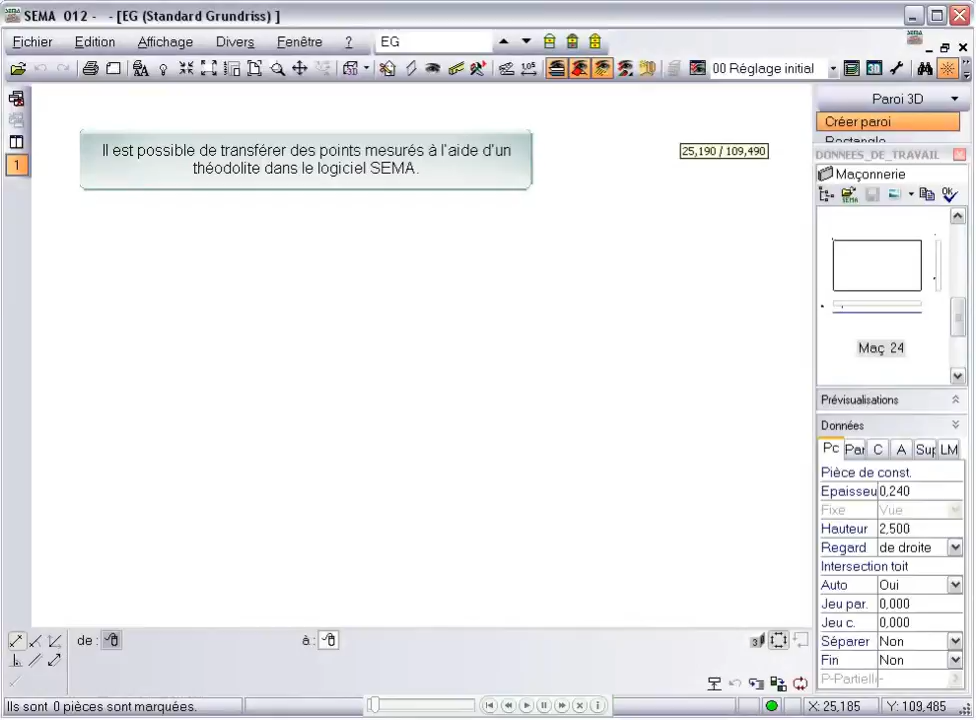 SEMA 012 - - [EG (Standard Grundriss) ]
Fichier Edition Affichage Divers Fenêtre ? EG
00 Réglage initial
Paroi 3D
Créer paroi
Rectangle
DONNEES_DE_TRAVAIL
Maçonnerie
1
Il est possible de transférer des points mesurés à l'aide d'un
théodolite dans le logiciel SEMA.
25,190 / 109,490
Maç 24
Prévisualisations
Données
Pc Par C A Sup LM
Pièce de const.
Epaisseu 0,240
Fixe Vue
Hauteur 2,500
Regard de droite
Intersection toit
Auto Oui
Jeu par. 0,000
Jeu c. 0,000
Séparer Non
Fin Non
P-Partiell-
de : à :
Ils sont 0 pièces sont marquées. X: 25,185 Y: 109,485